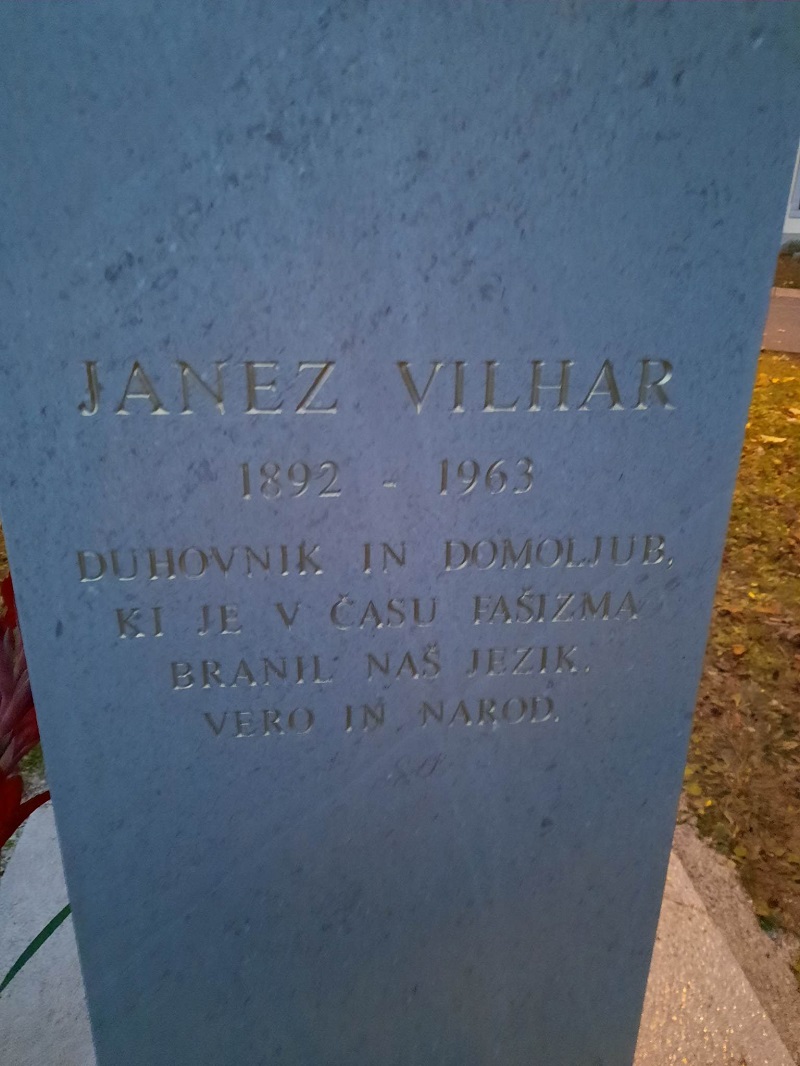 JANEZ VILHAR
1892 - 1963
DUHOVNIK IN DOMOLJUB,
KI JE V ČASU FAŠIZMA
BRANIL NAŠ JEZIK,
VERO IN NAROD.